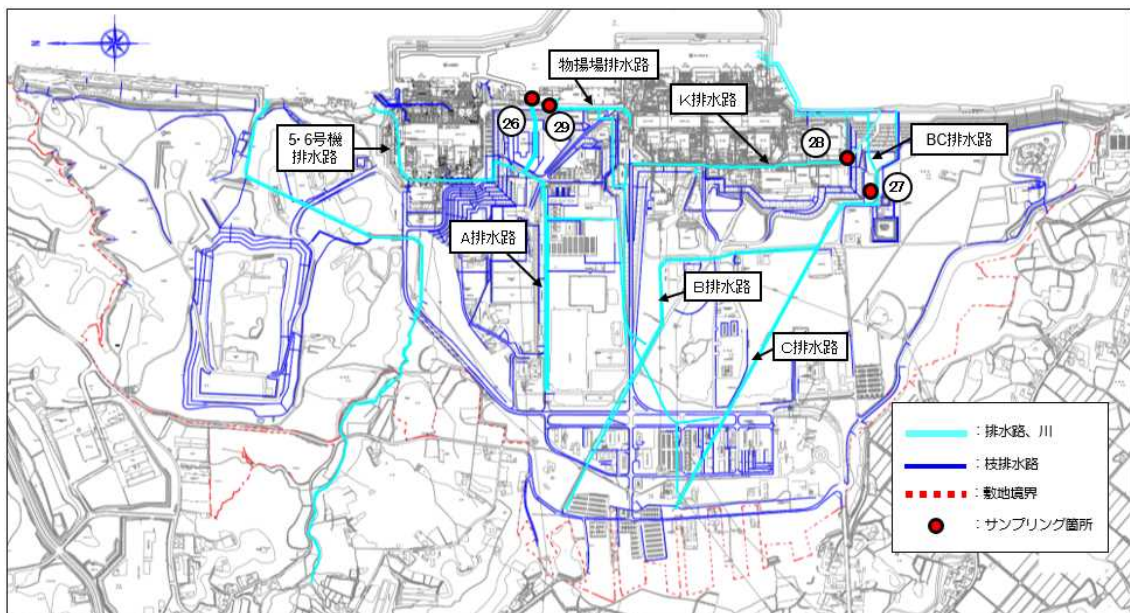 N
物揚場排水路
K排水路
26
29
28
BC排水路
27
5・6号機
排水路
A排水路
B排水路
C排水路
：排水路、川
：枝排水路
：敷地境界
：サンプリング箇所